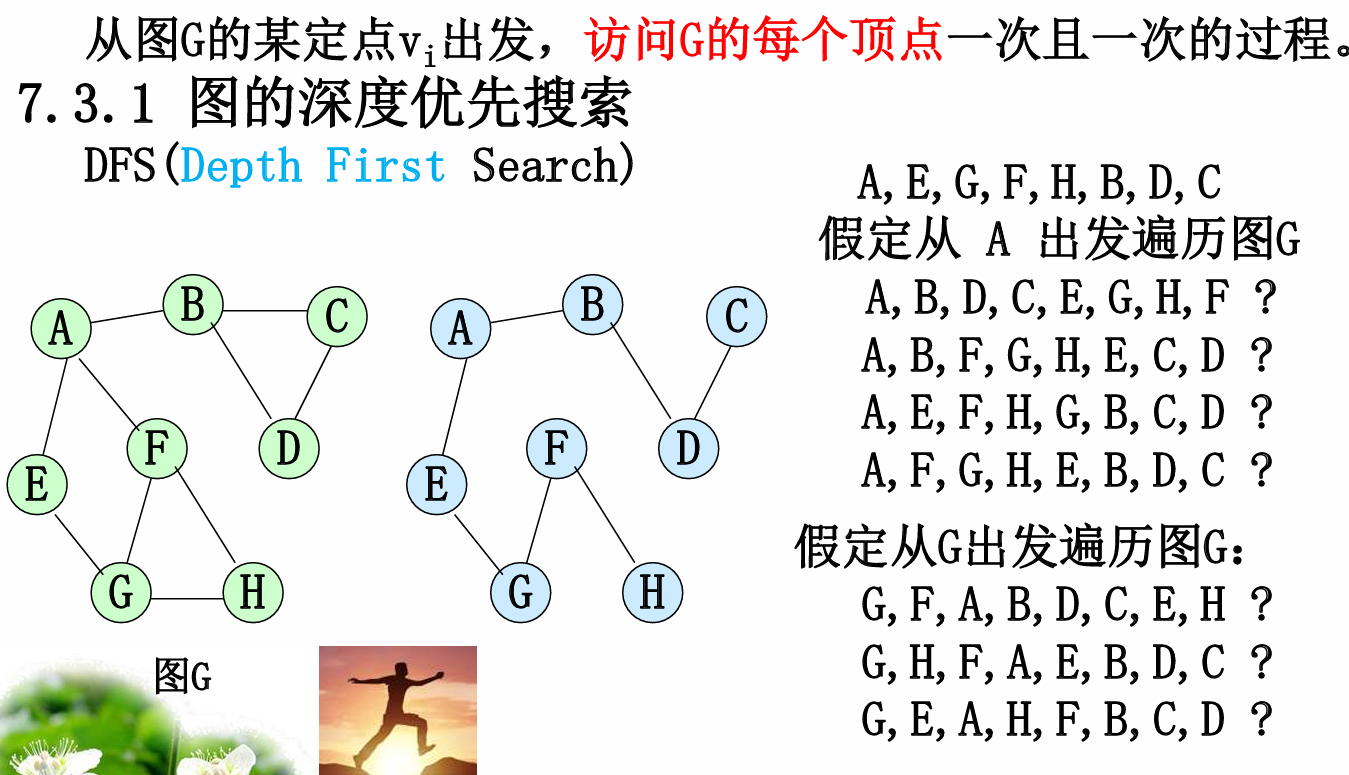 从图G的某定点vi出发，访问G的每个顶点一次且一次的过程。
7.3.1 图的深度优先搜索
DFS(Depth First Search)
A,E,G,F,H,B,D,C
假定从 A 出发遍历图G
A,B,D,C,E,G,H,F ?
A,B,F,G,H,E,C,D ?
A,E,F,H,G,B,C,D ?
A,F,G,H,E,B,D,C ?
假定从G出发遍历图G：
G,F,A,B,D,C,E,H ?
G,H,F,A,E,B,D,C ?
G,E,A,H,F,B,C,D ?
A B C
F D
E
G H
A B C
F D
E
G H
图G